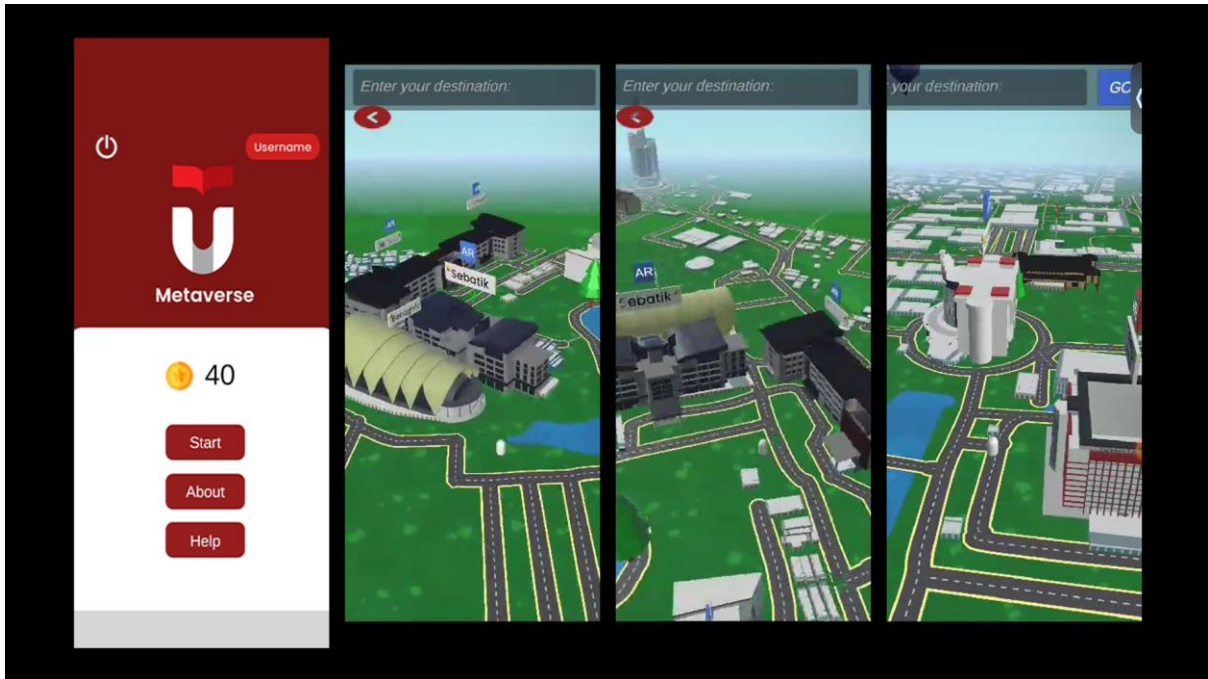 Username
Metaverse
40
Start
About
Help
Enter your destination:
<
AR
AR
Sebatik
Enter your destination:
<
AR
Sebatik
your destination:
GO